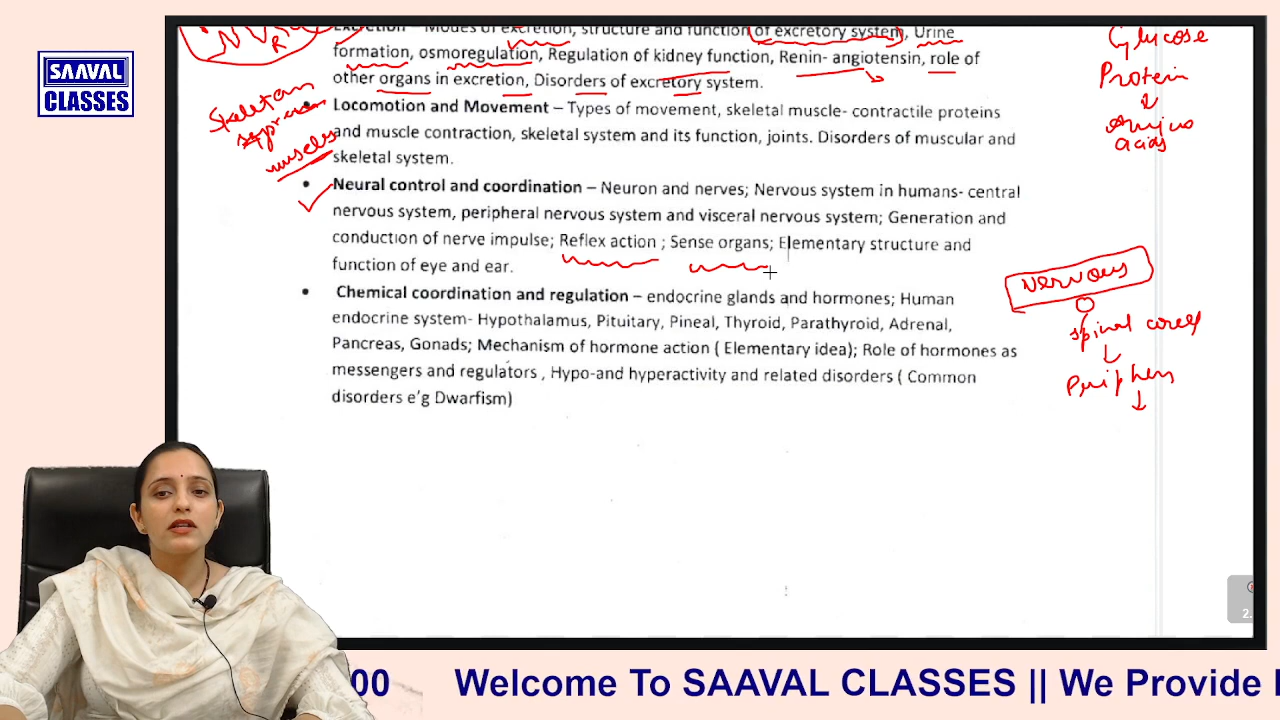 SAAVAL
CLASSES
R
Excretion – Modes of excretion, structure and function of excretory system, Urine
formation, osmoregulation, Regulation of kidney function, Renin- angiotensin, role of
other organs in excretion, Disorders of excretory system.
Glucose
Protein
Amino
acids
Skeleton
muscles
• Locomotion and Movement – Types of movement, skeletal muscle- contractile proteins
and muscle contraction, skeletal system and its function, joints. Disorders of muscular and
skeletal system.
• Neural control and coordination – Neuron and nerves; Nervous system in humans- central
nervous system, peripheral nervous system and visceral nervous system; Generation and
conduction of nerve impulse; Reflex action ; Sense organs; Elementary structure and
function of eye and ear.
Nervous
spinal cord
• Chemical coordination and regulation – endocrine glands and hormones; Human
endocrine system- Hypothalamus, Pituitary, Pineal, Thyroid, Parathyroid, Adrenal,
Pancreas, Gonads; Mechanism of hormone action ( Elementary idea); Role of hormones as
messengers and regulators , Hypo-and hyperactivity and related disorders ( Common
disorders e'g Dwarfism)
2.
00 Welcome To SAAVAL CLASSES || We Provide